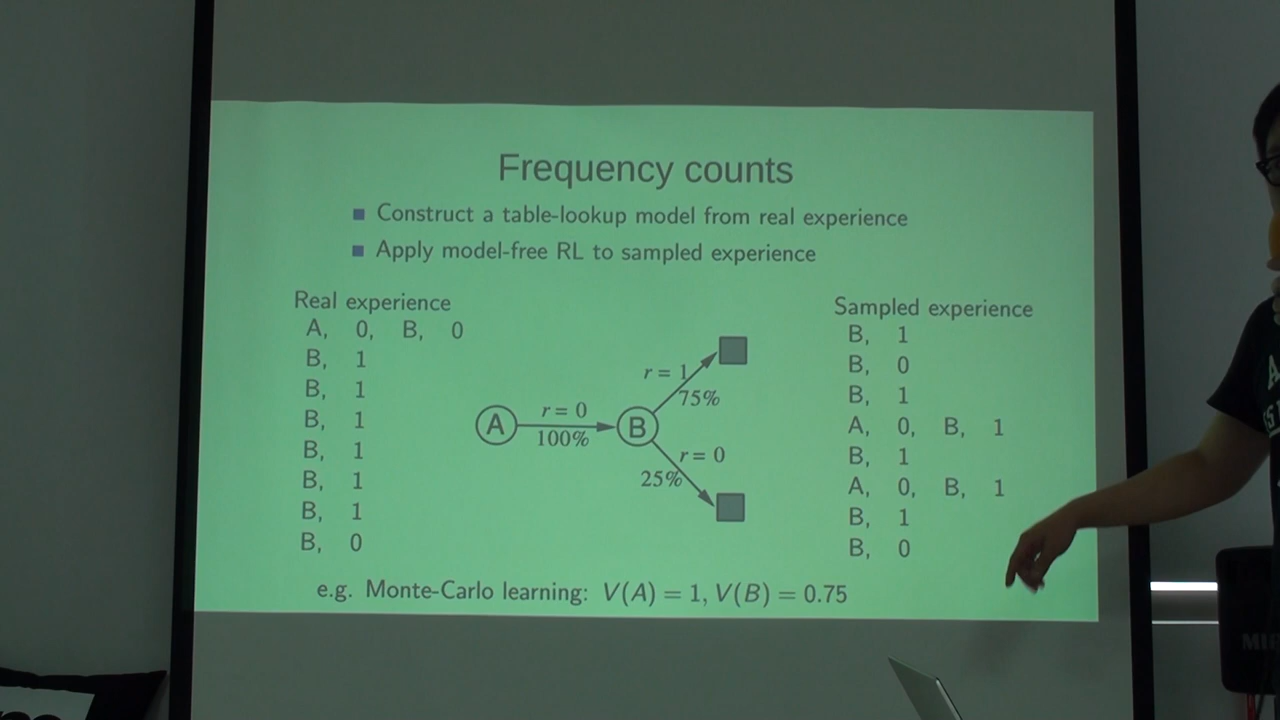 Frequency counts
Construct a table-lookup model from real experience
Apply model-free RL to sampled experience
Real experience
A, 0, B, 0
B, 1
B, 1
B, 1
B, 1
B, 1
B, 1
B, 0
r = 1
75%
A
r = 0
100%
B
r = 0
25%
Sampled experience
B, 1
B, 0
B, 1
A, 0, B, 1
B, 1
A, 0, B, 1
B, 1
B, 0
e.g. Monte-Carlo learning: V(A) = 1, V(B) = 0.75